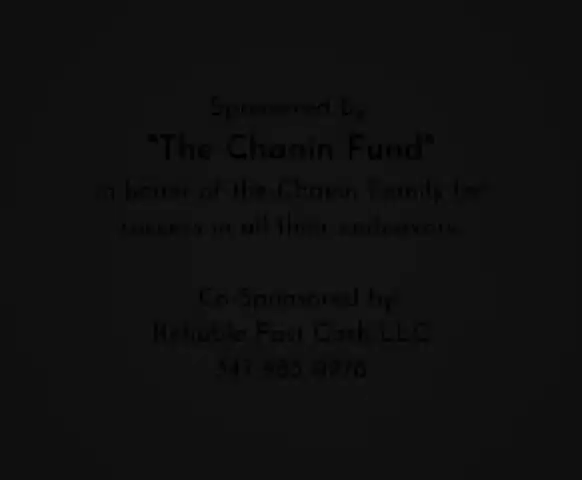 Sponsored by
"The Chanin Fund"
in honor of the Chanin Family for
success in all their endeavors
Co-Sponsored by
Reliable Fast Cash LLC